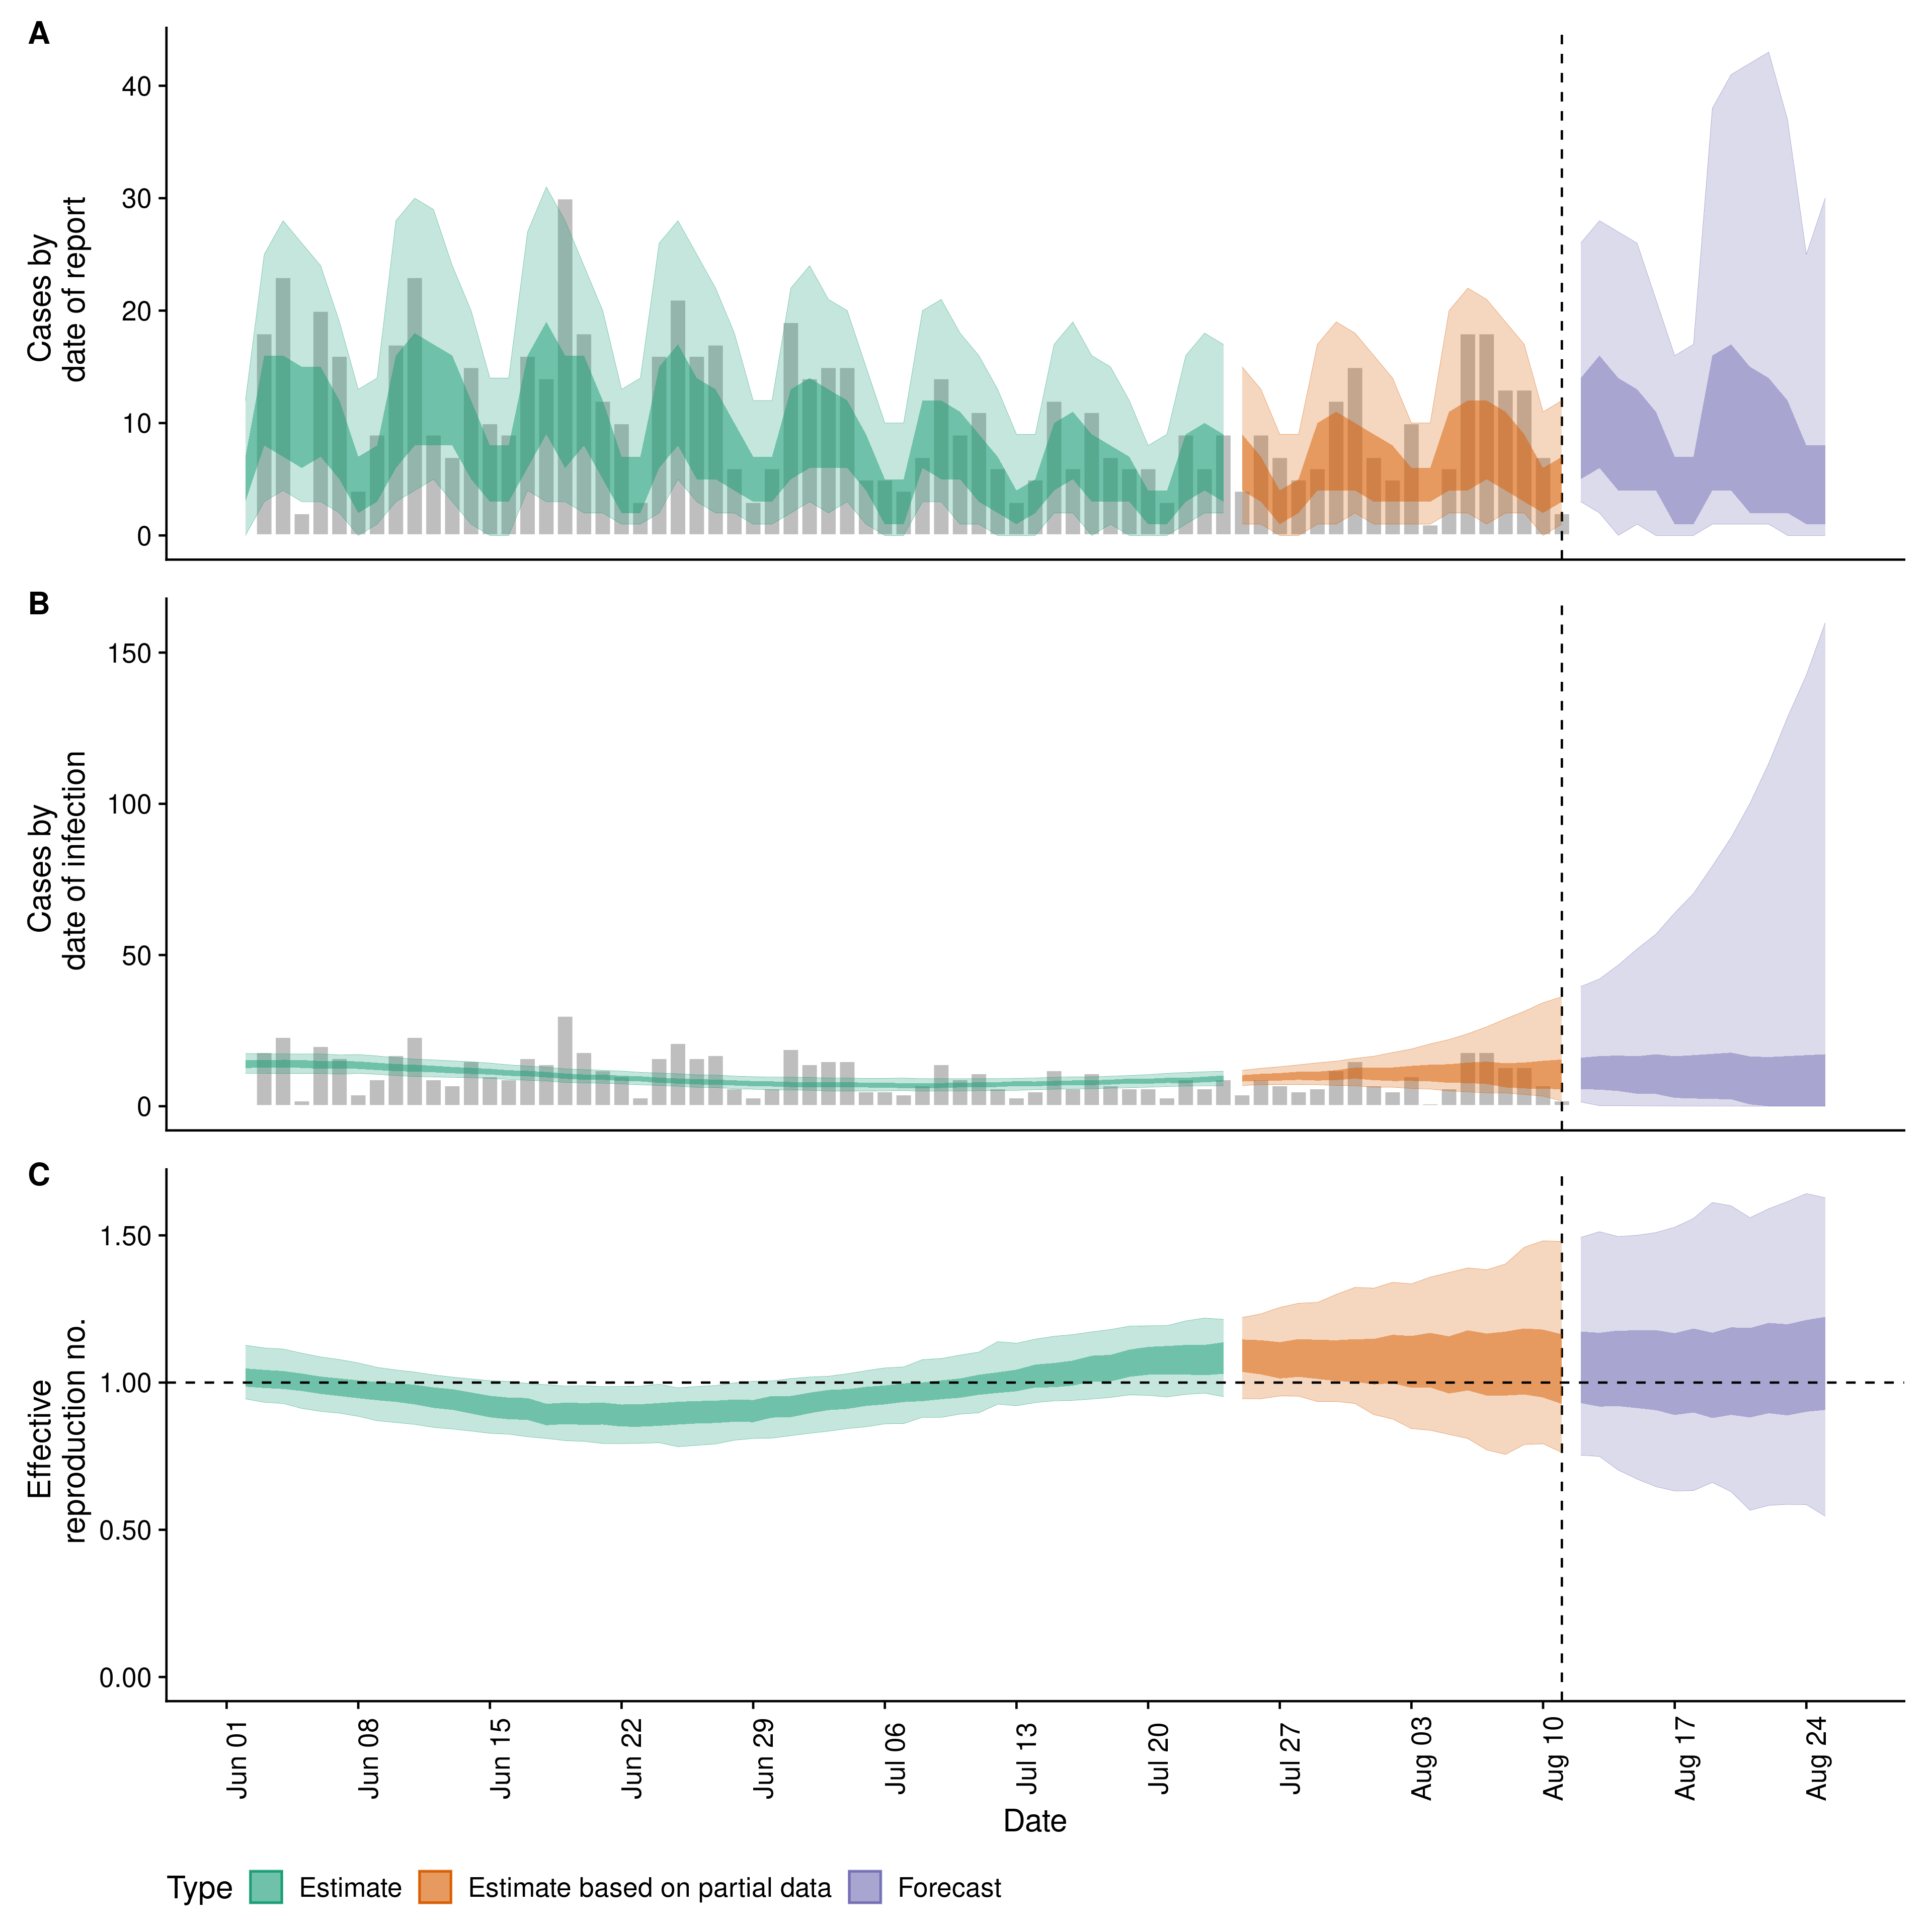 A
Cases by
date of report
40
30
20
10
0
B
Cases by
date of infection
150
100
50
0
C
Effective
reproduction no.
1.50
1.00
0.50
0.00
Jun 01
Jun 08
Jun 15
Jun 22
Jun 29
Jul 06
Jul 13
Jul 20
Jul 27
Aug 03
Aug 10
Aug 17
Aug 24
Date
Type Estimate Estimate based on partial data Forecast